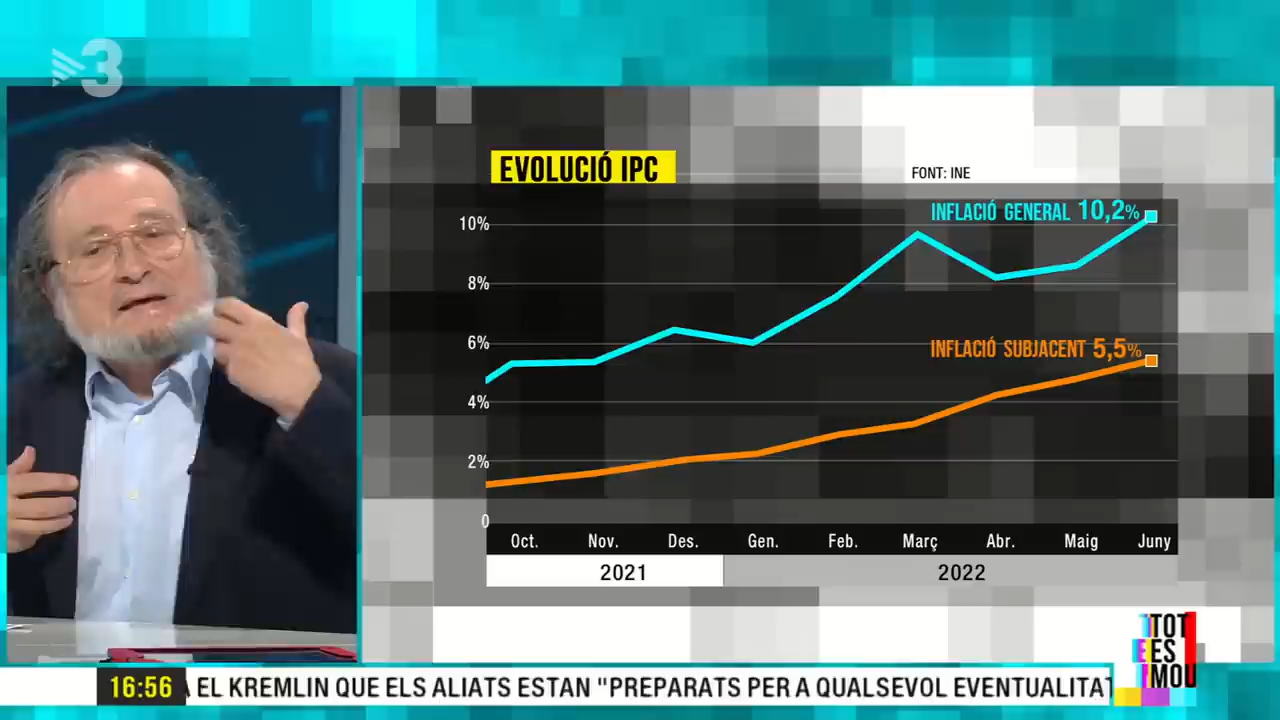 3
EVOLUCIÓ IPC
FONT: INE
INFLACIÓ GENERAL 10,2%
10%
8%
INFLACIÓ SUBJACENT 5,5%
6%
4%
2%
0
Oct. Nov. Des. Gen. Feb. Març Abr. Maig Juny
2021 2022
TOT
ES
MOU
16:56 A EL KREMLIN QUE ELS ALIATS ESTAN "PREPARATS PER A QUALSEVOL EVENTUALITAT